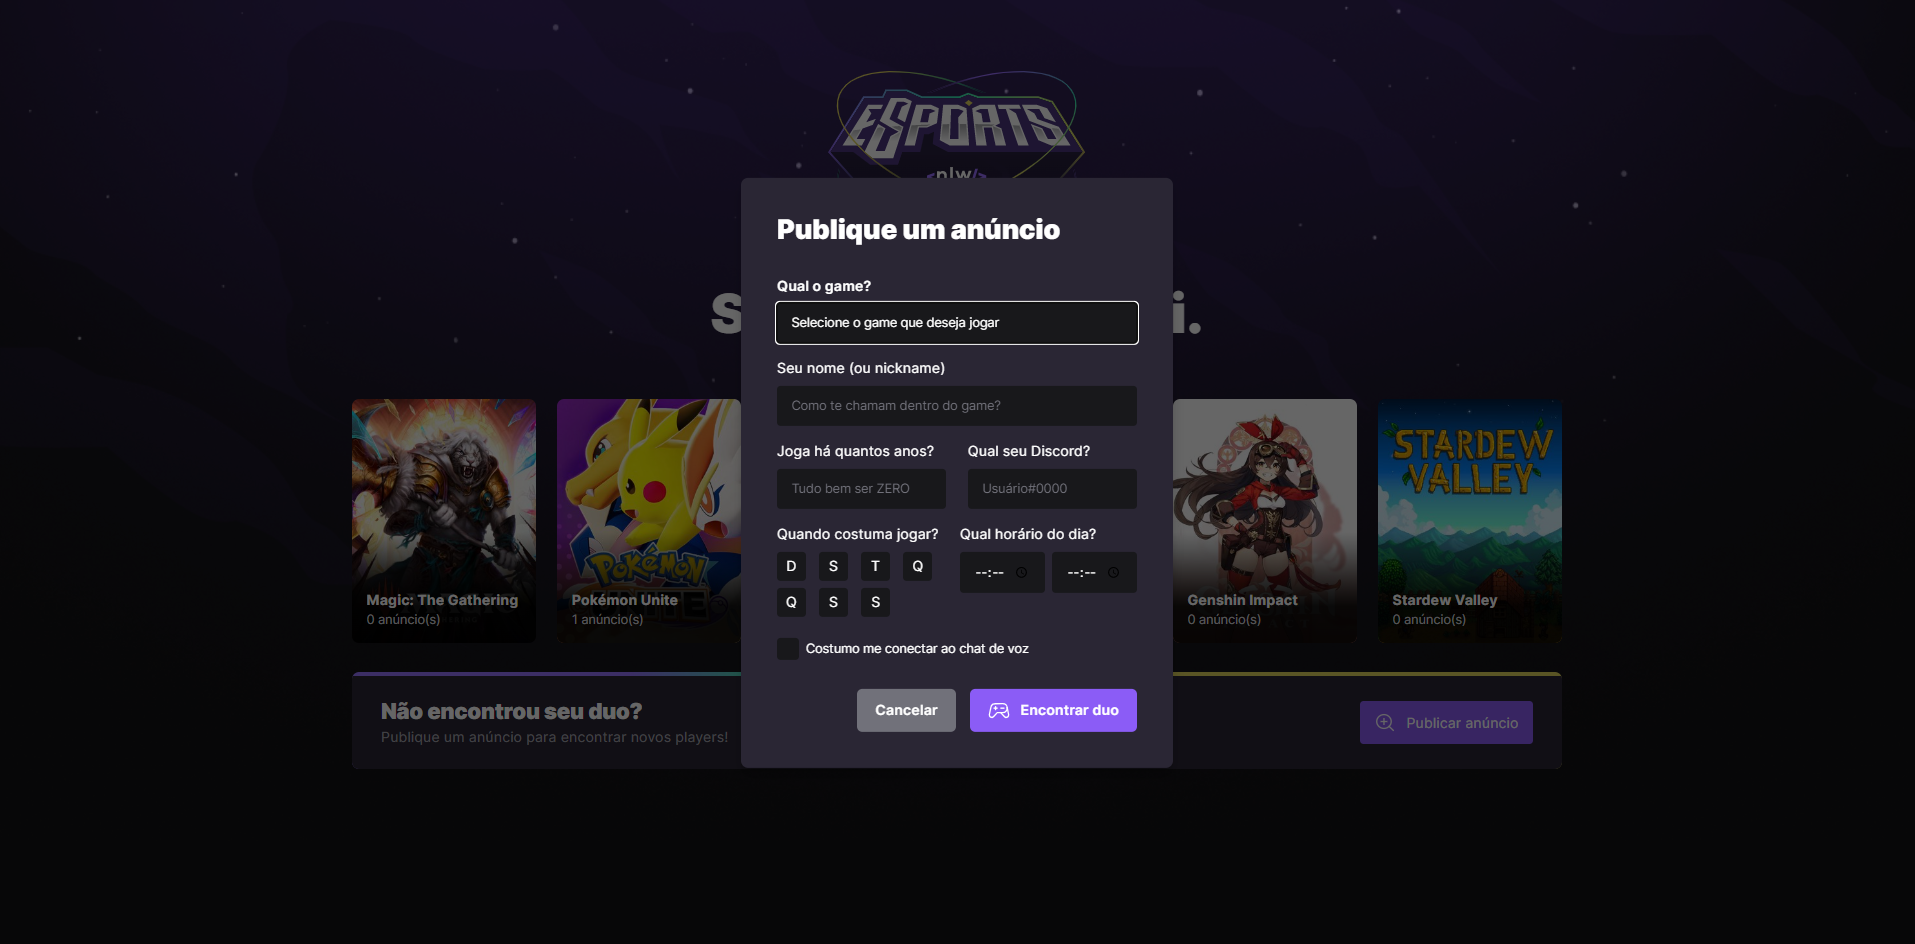 eSPORTS
<nlw/>
Publique um anúncio
Qual o game?
Selecione o game que deseja jogar
S
i.
Seu nome (ou nickname)
Como te chamam dentro do game?
Joga há quantos anos? Qual seu Discord?
Tudo bem ser ZERO Usuário#0000
Quando costuma jogar? Qual horário do dia?
D S T Q --:-- --:--
Q S S
STARDEW
VALLEY
POKÉMON
UNITE
Magic: The Gathering
0 anúncio(s)
Pokémon Unite
1 anúncio(s)
Genshin Impact
0 anúncio(s)
Stardew Valley
0 anúncio(s)
Costumo me conectar ao chat de voz
Cancelar Encontrar duo
Não encontrou seu duo?
Publique um anúncio para encontrar novos players!
Publicar anúncio